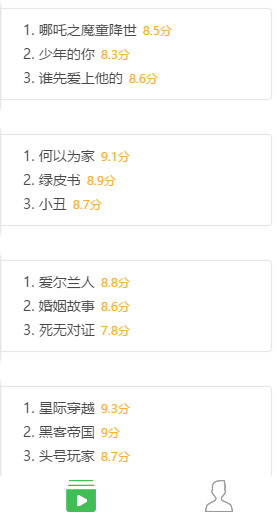 1. 哪吒之魔童降世 8.5分
2. 少年的你 8.3分
3. 谁先爱上他的 8.6分
1. 何以为家 9.1分
2. 绿皮书 8.9分
3. 小丑 8.7分
1. 爱尔兰人 8.8分
2. 婚姻故事 8.6分
3. 死无对证 7.8分
1. 星际穿越 9.3分
2. 黑客帝国 9分
3. 头号玩家 8.7分